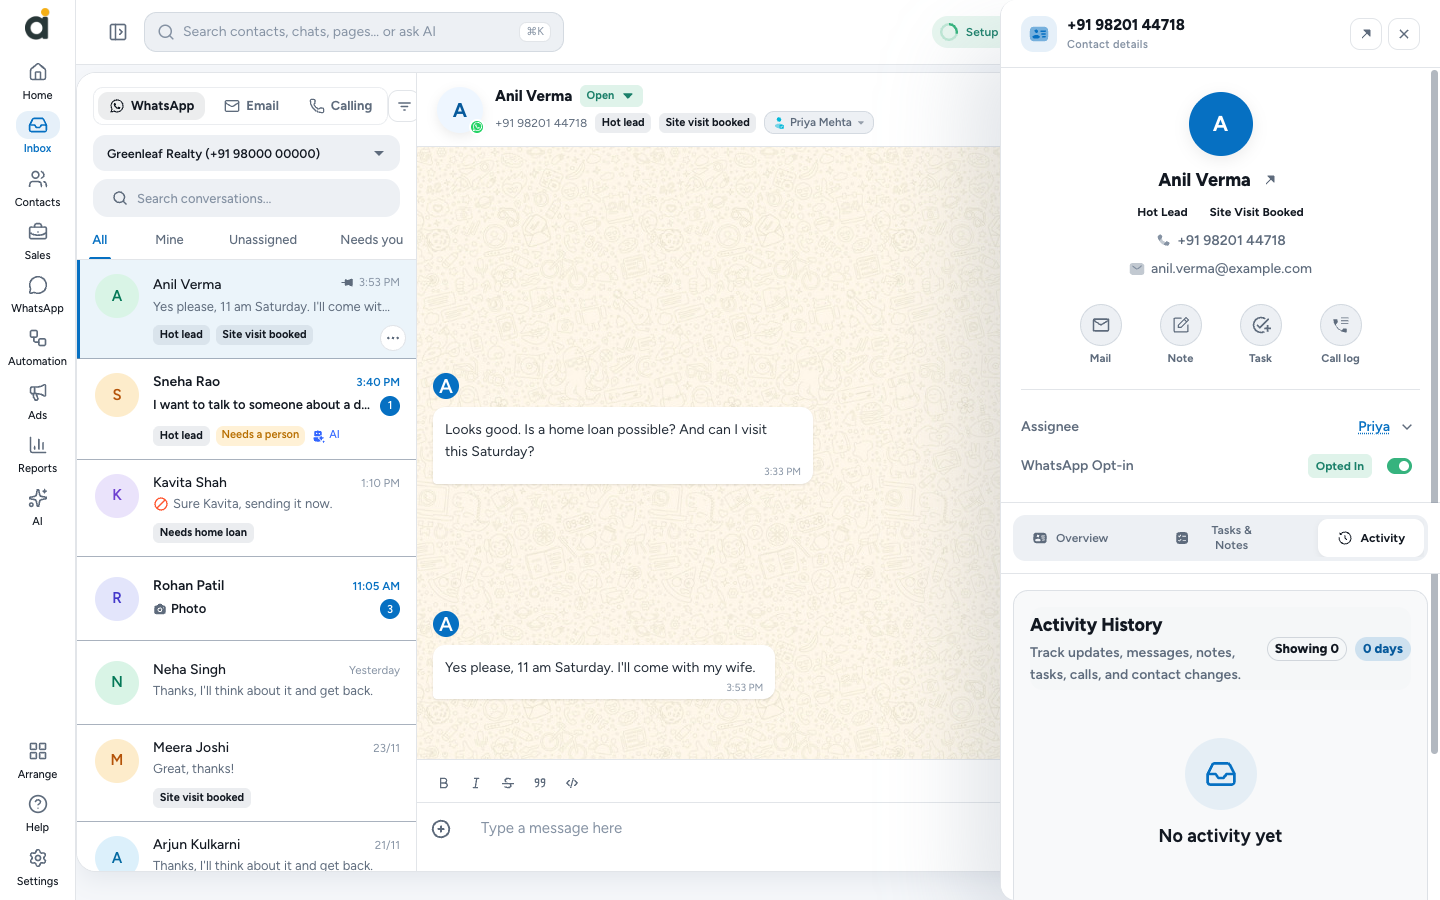 Home
Inbox
Contacts
Sales
WhatsApp
Automation
Ads
Reports
AI
Arrange
Help
Settings
Search contacts, chats, pages... or ask AI
⌘K
Setup
WhatsApp
Email
Calling
Greenleaf Realty (+91 98000 00000)
Search conversations...
All
Mine
Unassigned
Needs you
Anil Verma
3:53 PM
Yes please, 11 am Saturday. I'll come wit...
Hot lead
Site visit booked
Sneha Rao
3:40 PM
I want to talk to someone about a d...
1
Hot lead
Needs a person
AI
Kavita Shah
1:10 PM
Sure Kavita, sending it now.
Needs home loan
Rohan Patil
11:05 AM
Photo
3
Neha Singh
Yesterday
Thanks, I'll think about it and get back.
Meera Joshi
23/11
Great, thanks!
Site visit booked
Arjun Kulkarni
21/11
Thanks, I'll think about it and get back.
A
S
K
R
N
M
A
A
Anil Verma
Open
+91 98201 44718
Hot lead
Site visit booked
Priya Mehta
A
Looks good. Is a home loan possible? And can I visit
this Saturday?
3:33 PM
A
Yes please, 11 am Saturday. I'll come with my wife.
3:53 PM
B
I
S
Type a message here
+91 98201 44718
Contact details
A
Anil Verma
Hot Lead
Site Visit Booked
+91 98201 44718
anil.verma@example.com
Mail
Note
Task
Call log
Assignee
Priya
WhatsApp Opt-in
Opted In
Overview
Tasks &
Notes
Activity
Activity History
Track updates, messages, notes,
tasks, calls, and contact changes.
Showing 0
0 days
No activity yet